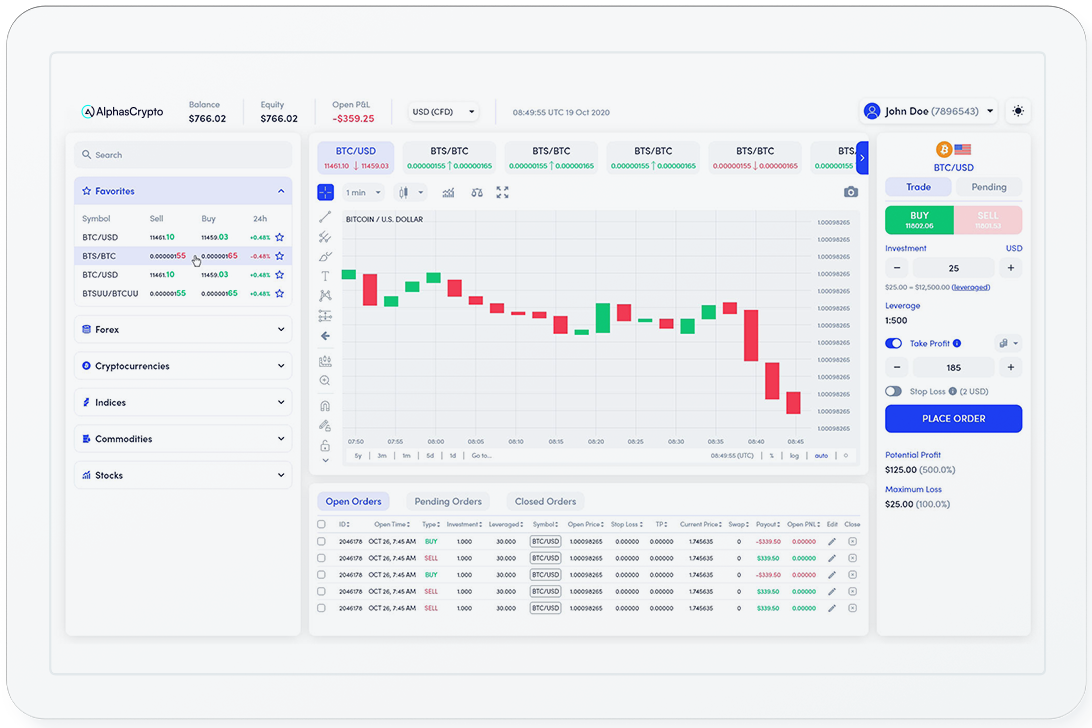 AlphasCrypto
Balance
$766.02
Equity
$766.02
Open P&L
-$359.25
USD (CFD)
08:49:55 UTC 19 Oct 2020
John Doe (7896543)
Search
Favorites
Symbol Sell Buy 24h
BTC/USD 11461.10 11459.03 +0.48%
BTS/BTC 0.00000155 0.00000165 -0.48%
BTC/USD 11461.10 11459.03 +0.48%
BTSUU/BTCUU 0.00000155 0.00000165 +0.48%
Forex
Cryptocurrencies
Indices
Commodities
Stocks
BTC/USD
11461.10 ↓ 11459.03
BTS/BTC
0.00000155 ↑ 0.00000165
BTS/BTC
0.00000155 ↑ 0.00000165
BTS/BTC
0.00000155 ↑ 0.00000165
BTS/BTC
0.00000155 ↓ 0.00000165
BTS/
0.00000155
1 min
BITCOIN / U.S. DOLLAR
1.00098265
1.00098265
1.00098265
1.00098265
1.00098265
1.00098265
1.00098265
1.00098265
1.00098265
1.00098265
1.00098265
1.00098265
1.00098265
07:50 07:55 08:00 08:05 08:10 08:15 08:20 08:25 08:30 08:35 08:40 08:45
5y | 3m | 1m | 5d | 1d | Go to...
08:49:55 (UTC) | % | log | auto
Open Orders
Pending Orders
Closed Orders
ID Open Time Type Investment Leveraged Symbol Open Price Stop Loss TP Current Price Swap Payout Open PNL Edit Close
2046178 OCT 26, 7:45 AM BUY 1.000 30.000 BTC/USD 1.00098265 0.00000 0.00000 1.745635 0 -$339.50 0.00000
2046178 OCT 26, 7:45 AM SELL 1.000 30.000 BTC/USD 1.00098265 0.00000 0.00000 1.745635 0 $339.50 0.00000
2046178 OCT 26, 7:45 AM BUY 1.000 30.000 BTC/USD 1.00098265 0.00000 0.00000 1.745635 0 -$339.50 0.00000
2046178 OCT 26, 7:45 AM SELL 1.000 30.000 BTC/USD 1.00098265 0.00000 0.00000 1.745635 0 $339.50 0.00000
2046178 OCT 26, 7:45 AM SELL 1.000 30.000 BTC/USD 1.00098265 0.00000 0.00000 1.745635 0 $339.50 0.00000
BTC/USD
Trade
Pending
BUY
11802.06
SELL
11801.53
Investment USD
25
$25.00 = $12,500.00 (leveraged)
Leverage
1:500
Take Profit
185
Stop Loss (2 USD)
PLACE ORDER
Potential Profit
$125.00 (500.0%)
Maximum Loss
$25.00 (100.0%)